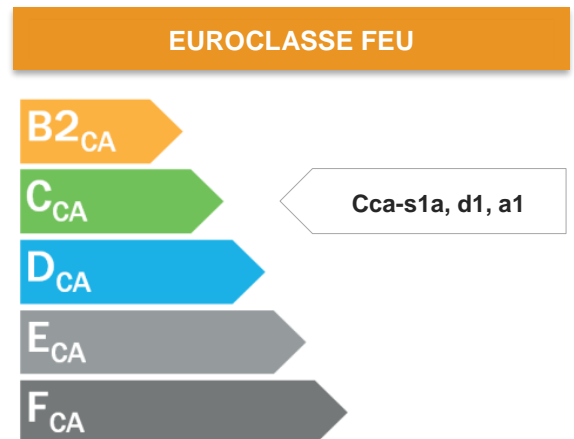 EUROCLASSE FEU
B2CA
CCA
Cca-s1a, d1, a1
DCA
ECA
FCA